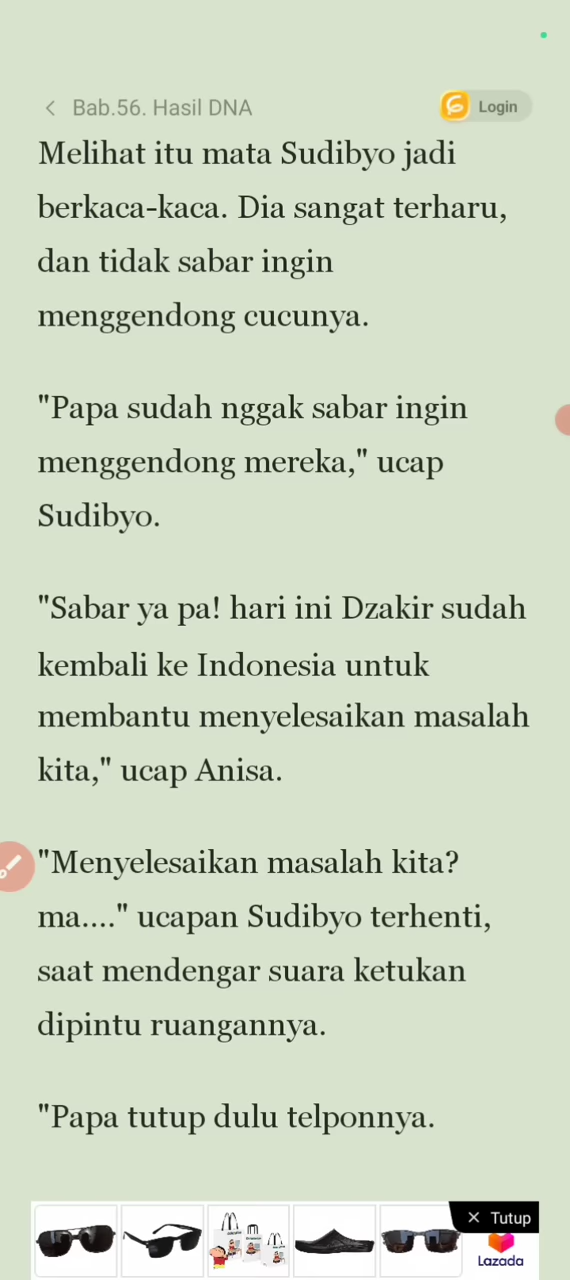 Bab.56. Hasil DNA
Login
Melihat itu mata Sudibyo jadi
berkaca-kaca. Dia sangat terharu,
dan tidak sabar ingin
menggendong cucunya.
"Papa sudah nggak sabar ingin
menggendong mereka," ucap
Sudibyo.
"Sabar ya pa! hari ini Dzakir sudah
kembali ke Indonesia untuk
membantu menyelesaikan masalah
kita," ucap Anisa.
"Menyelesaikan masalah kita?
ma...." ucapan Sudibyo terhenti,
saat mendengar suara ketukan
dipintu ruangannya.
"Papa tutup dulu telponnya.
Tutup
Lazada